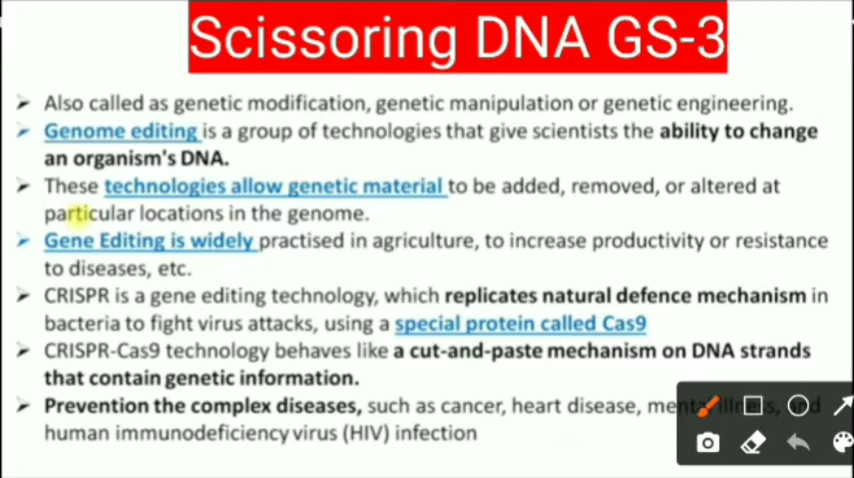 Scissoring DNA GS-3
➤ Also called as genetic modification, genetic manipulation or genetic engineering.
➤ Genome editing is a group of technologies that give scientists the ability to change
an organism's DNA.
➤ These technologies allow genetic material to be added, removed, or altered at
particular locations in the genome.
➤ Gene Editing is widely practised in agriculture, to increase productivity or resistance
to diseases, etc.
➤ CRISPR is a gene editing technology, which replicates natural defence mechanism in
bacteria to fight virus attacks, using a special protein called Cas9
➤ CRISPR-Cas9 technology behaves like a cut-and-paste mechanism on DNA strands
that contain genetic information.
➤ Prevention the complex diseases, such as cancer, heart disease, mental illness, and
human immunodeficiency virus (HIV) infection